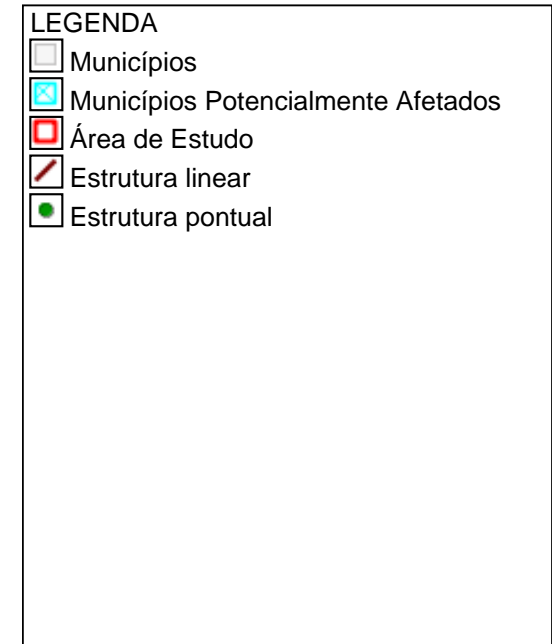 LEGENDA
Municípios
Municípios Potencialmente Afetados
Área de Estudo
Estrutura linear
Estrutura pontual